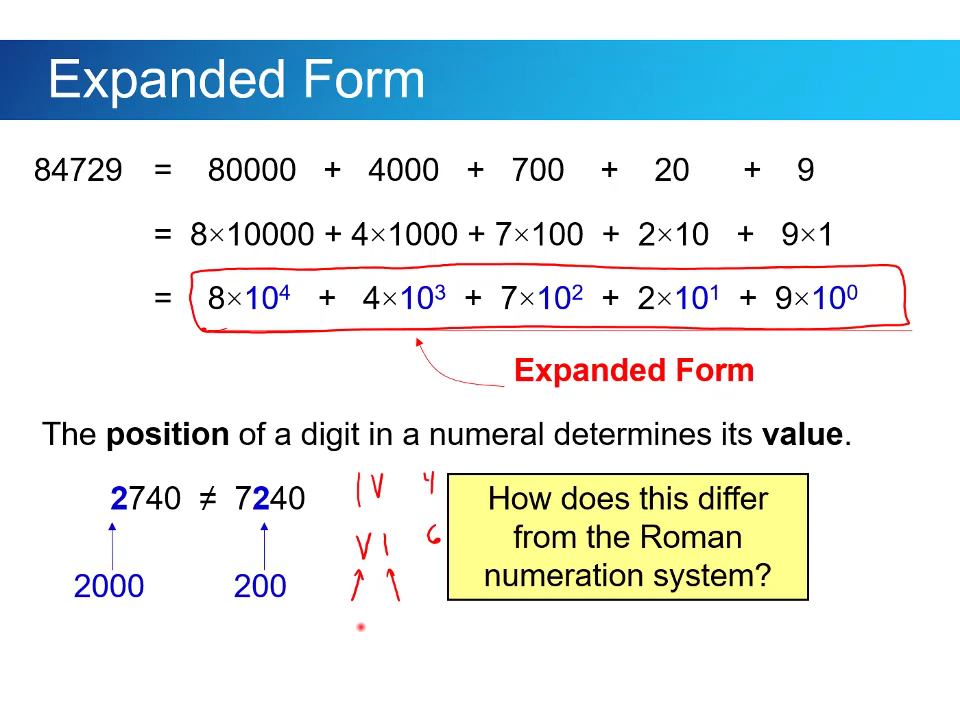 Expanded Form
84729 = 80000 + 4000 + 700 + 20 + 9
= 8×10000 + 4×1000 + 7×100 + 2×10 + 9×1
= 8×10⁴ + 4×10³ + 7×10² + 2×10¹ + 9×10⁰
Expanded Form
The position of a digit in a numeral determines its value.
2740 ≠ 7240
2000 200
IV 4
VI 6
How does this differ
from the Roman
numeration system?